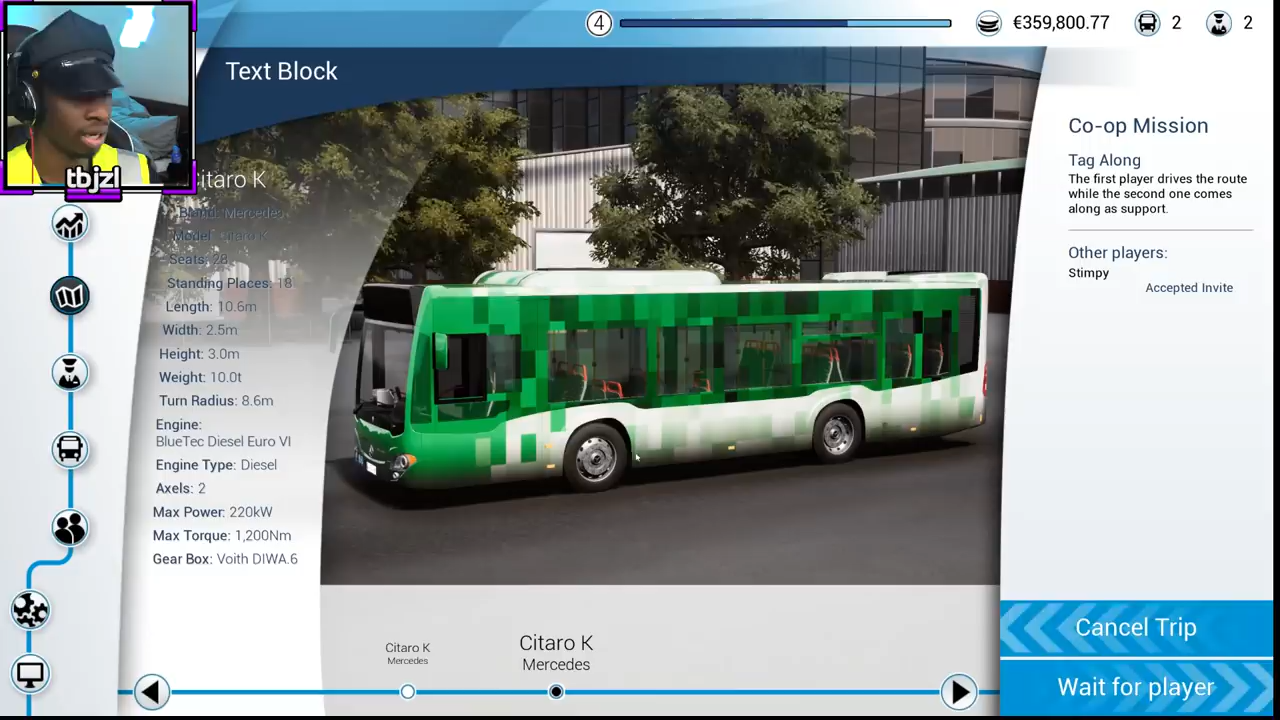 4
€359,800.77
2
2
Text Block
tbjzl
Citaro K
Brand: Mercedes
Model: Citaro K
Seats: 28
Standing Places: 18
Length: 10.6m
Width: 2.5m
Height: 3.0m
Weight: 10.0t
Turn Radius: 8.6m
Engine:
BlueTec Diesel Euro VI
Engine Type: Diesel
Axels: 2
Max Power: 220kW
Max Torque: 1,200Nm
Gear Box: Voith DIWA.6
Citaro K
Mercedes
Citaro K
Mercedes
Co-op Mission
Tag Along
The first player drives the route
while the second one comes
along as support.
Other players:
Stimpy
Accepted Invite
Cancel Trip
Wait for player